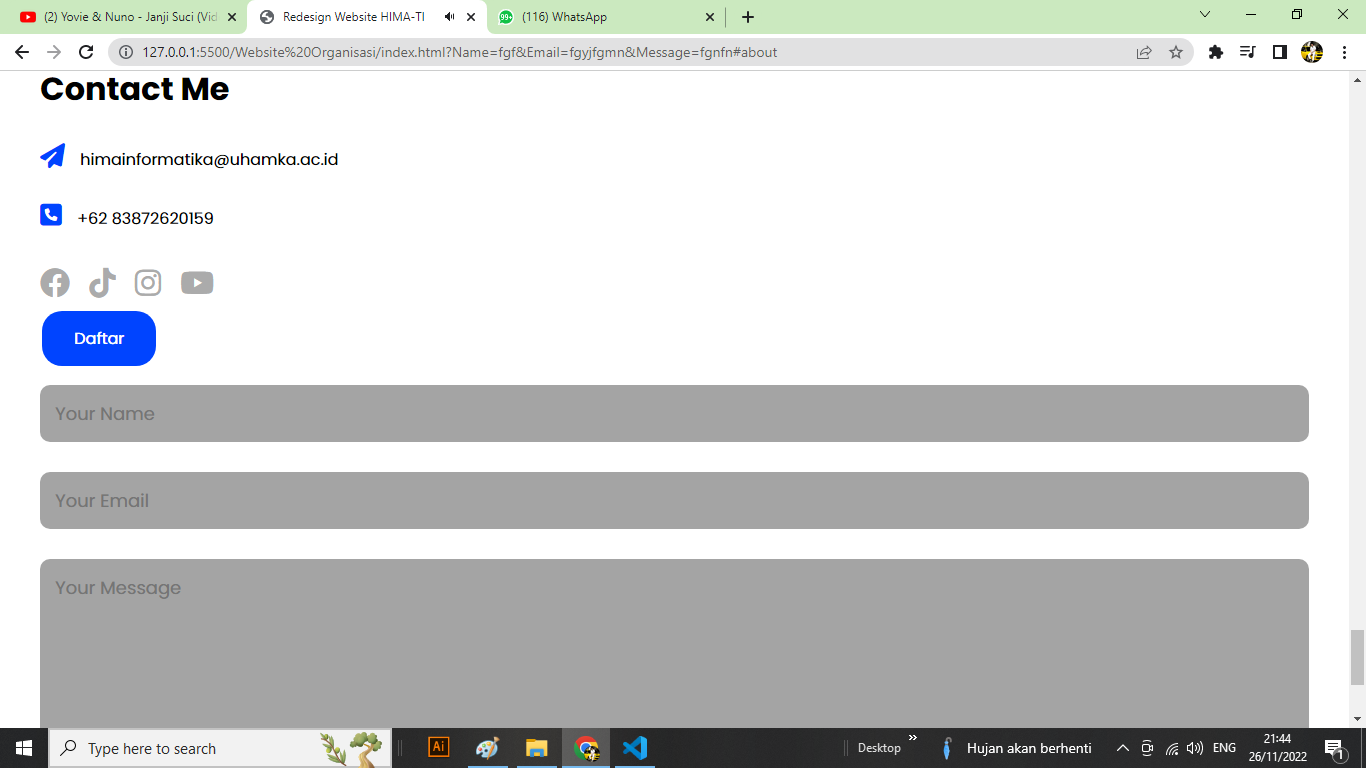 (2) Yovie & Nuno - Janji Suci (Vid
Redesign Website HIMA-TI
99+
(116) WhatsApp
127.0.0.1:5500/Website%20Organisasi/index.html?Name=fgf&Email=fgyjfgmn&Message=fgnfn#about
Contact Me
himainformatika@uhamka.ac.id
+62 83872620159
Daftar
Your Name
Your Email
Your Message
Type here to search
Ai
Desktop
Hujan akan berhenti
ENG
21:44
26/11/2022
1